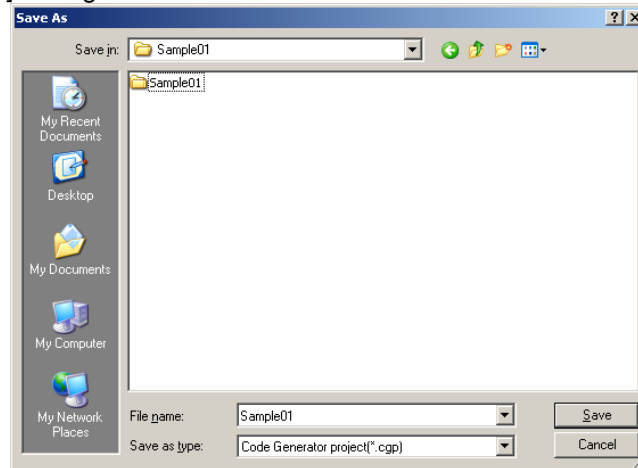 Save As
Save in:
Sample01
Sample01
My Recent
Documents
Desktop
My Documents
My Computer
My Network
Places
File name:
Sample01
Save
Save as type:
Code Generator project(*.cgp)
Cancel